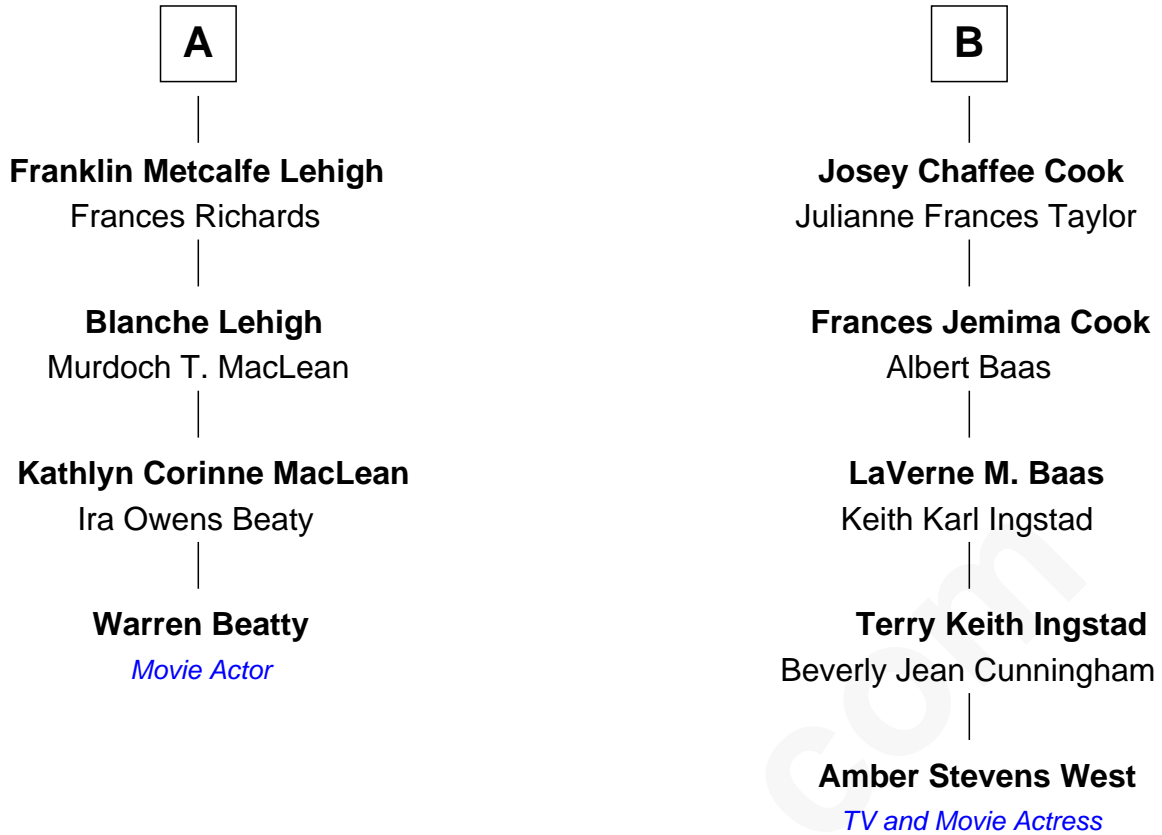 A
Franklin Metcalfe Lehigh
Frances Richards
Blanche Lehigh
Murdoch T. MacLean
Kathlyn Corinne MacLean
Ira Owens Beaty
Warren Beatty
Movie Actor
B
Josey Chaffee Cook
Julianne Frances Taylor
Frances Jemima Cook
Albert Baas
LaVerne M. Baas
Keith Karl Ingstad
Terry Keith Ingstad
Beverly Jean Cunningham
Amber Stevens West
TV and Movie Actress
com